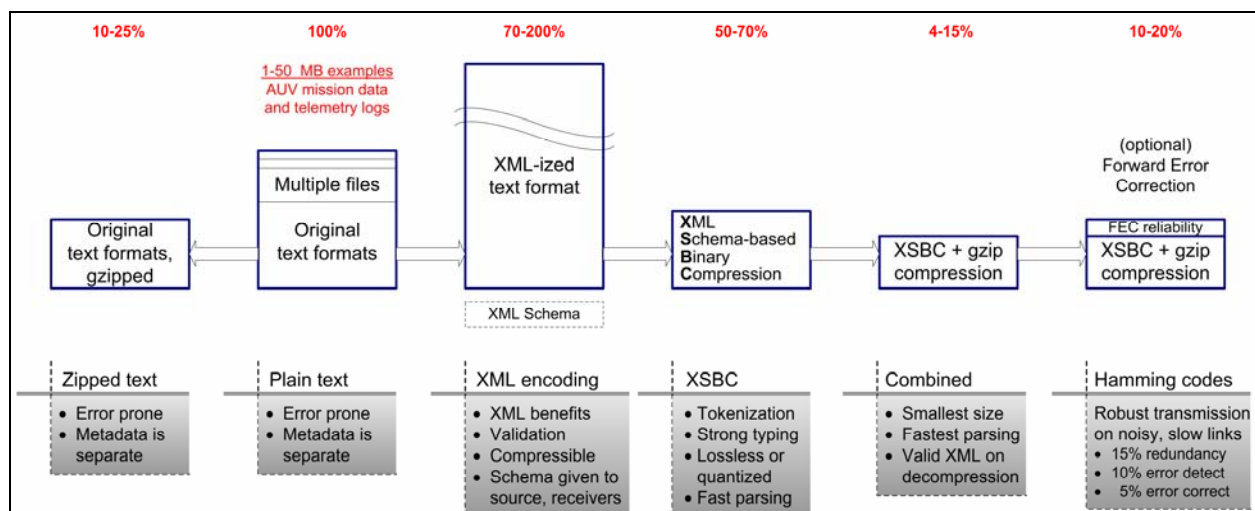 10-25%
100%
70-200%
50-70%
4-15%
10-20%
1-50 MB examples
AUV mission data
and telemetry logs
Original
text formats,
gzipped
Multiple files
Original
text formats
XML-ized
text format
XML Schema
XML
Schema-based
Binary
Compression
XSBC + gzip
compression
(optional)
Forward Error
Correction
FEC reliability
XSBC + gzip
compression
Zipped text
• Error prone
• Metadata is
separate
Plain text
• Error prone
• Metadata is
separate
XML encoding
• XML benefits
• Validation
• Compressible
• Schema given to
source, receivers
XSBC
• Tokenization
• Strong typing
• Lossless or
quantized
• Fast parsing
Combined
• Smallest size
• Fastest parsing
• Valid XML on
decompression
Hamming codes
Robust transmission
on noisy, slow links
• 15% redundancy
• 10% error detect
• 5% error correct